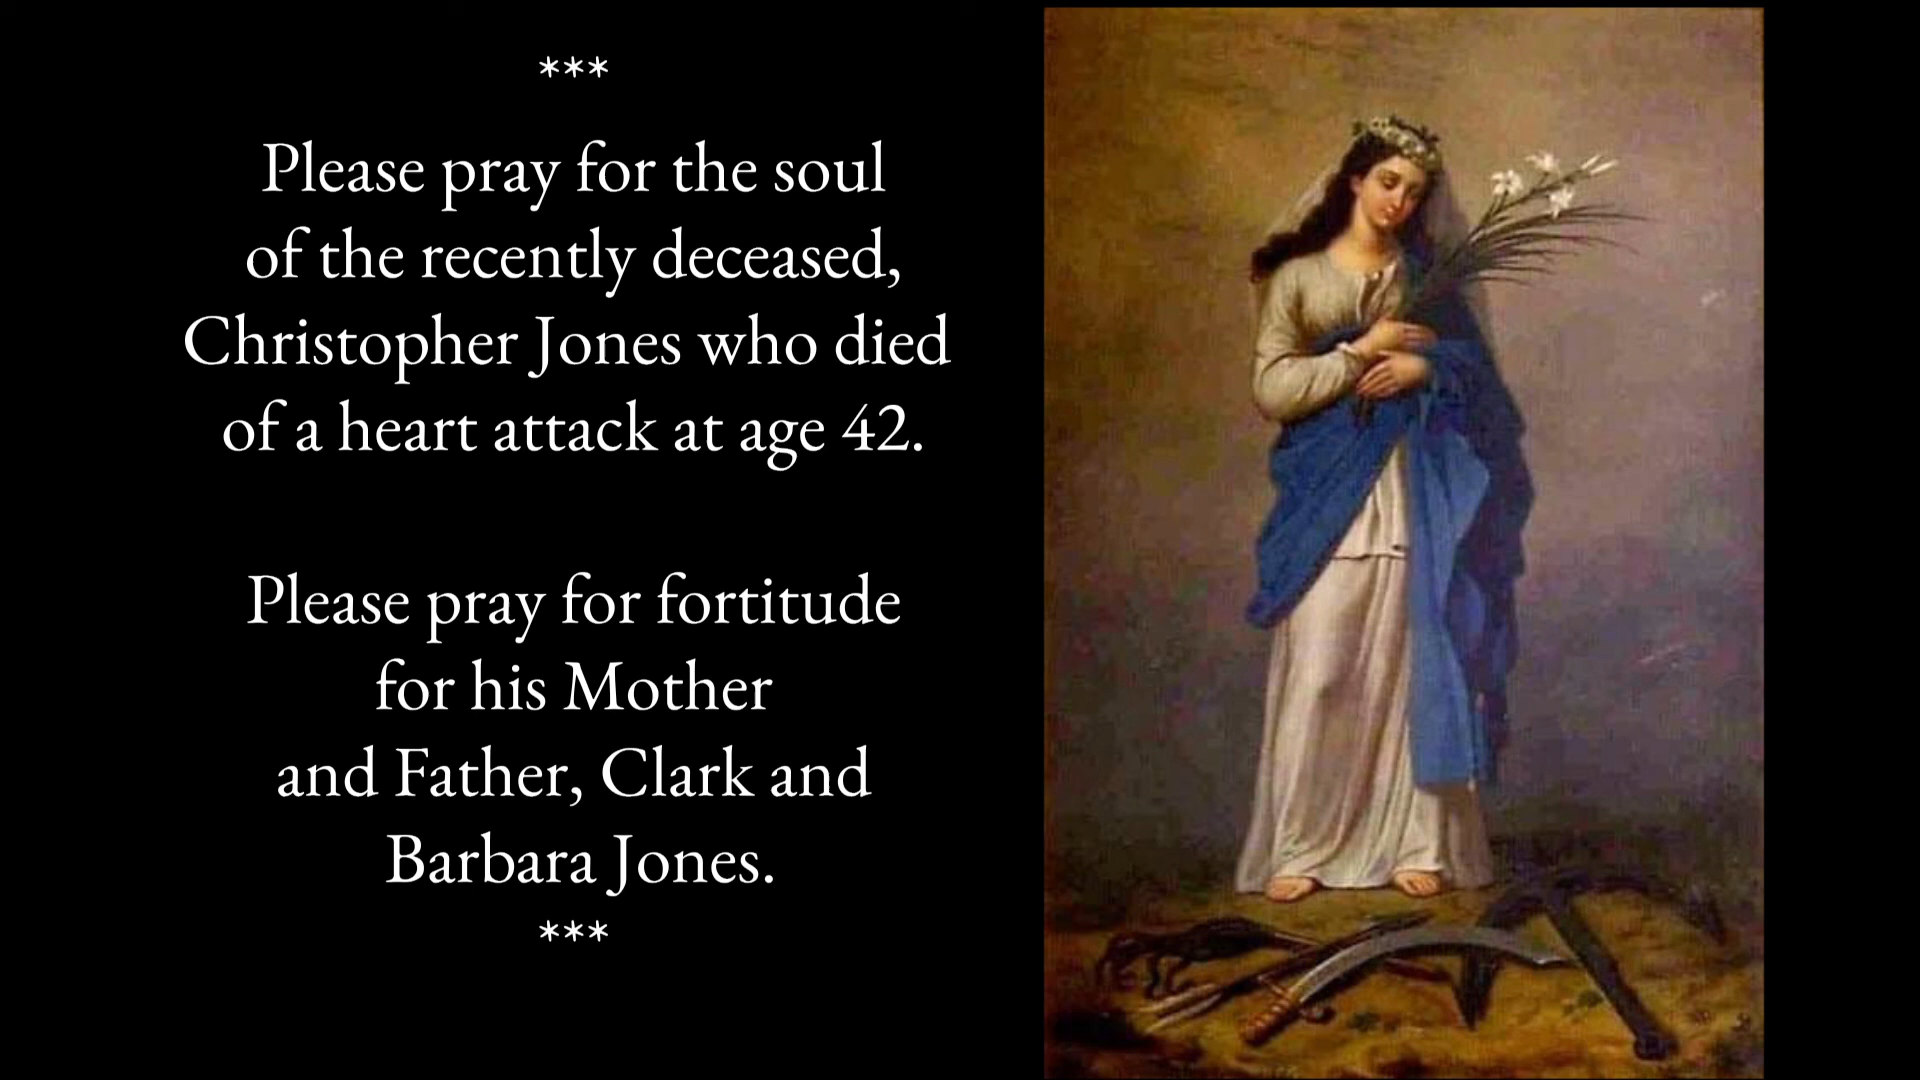 ***
Please pray for the soul
of the recently deceased,
Christopher Jones who died
of a heart attack at age 42.
Please pray for fortitude
for his Mother
and Father, Clark and
Barbara Jones.
***